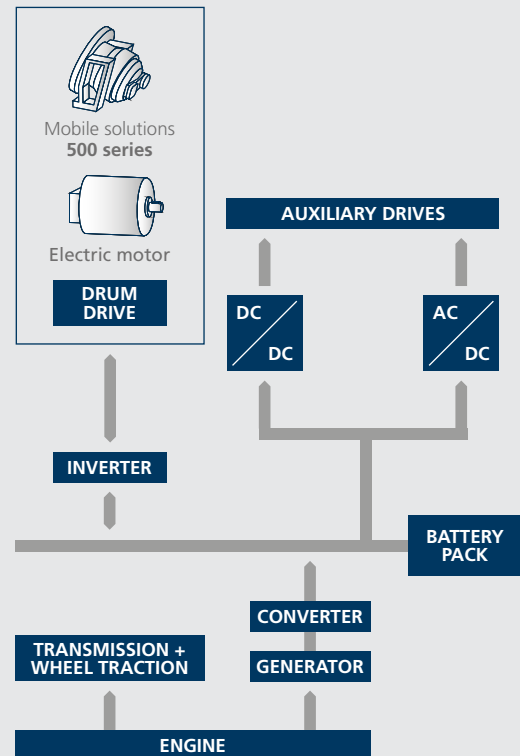 Mobile solutions
500 series
Electric motor
DRUM
DRIVE
AUXILIARY DRIVES
DC
DC
AC
DC
INVERTER
BATTERY
PACK
CONVERTER
TRANSMISSION +
WHEEL TRACTION
GENERATOR
ENGINE